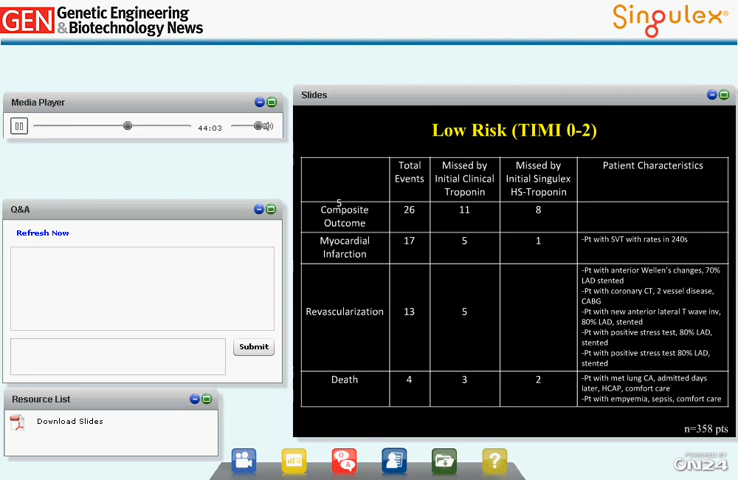 GEN Genetic Engineering
& Biotechnology News
Singulex®
Media Player
44:03
Q&A
Refresh Now
Submit
Resource List
Download Slides
Slides
Low Risk (TIMI 0-2)
Total Events
Missed by Initial Clinical Troponin
Missed by Initial Singulex HS-Troponin
Patient Characteristics
5
Composite Outcome 26 11 8
Myocardial Infarction 17 5 1 -Pt with SVT with rates in 240s
Revascularization 13 5
-Pt with anterior Wellen's changes, 70%
LAD stented
-Pt with coronary CT, 2 vessel disease,
CABG
-Pt with new anterior lateral T wave inv,
80% LAD, stented
-Pt with positive stress test, 80% LAD,
stented
-Pt with positive stress test 80% LAD,
stented
Death 4 3 2
-Pt with met lung CA, admitted days
later, HCAP, comfort care
-Pt with empyema, sepsis, comfort care
n=358 pts
Q
A
?
POWERED BY
ON24